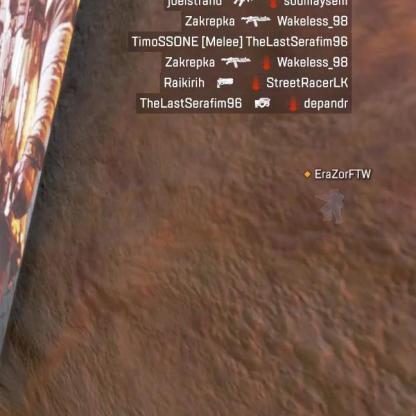 Zakrepka Wakeless_98
TimoSSONE [Melee] TheLastSerafim96
Zakrepka Wakeless_98
Raikirih StreetRacerLK
TheLastSerafim96 depandr
EraZorFTW